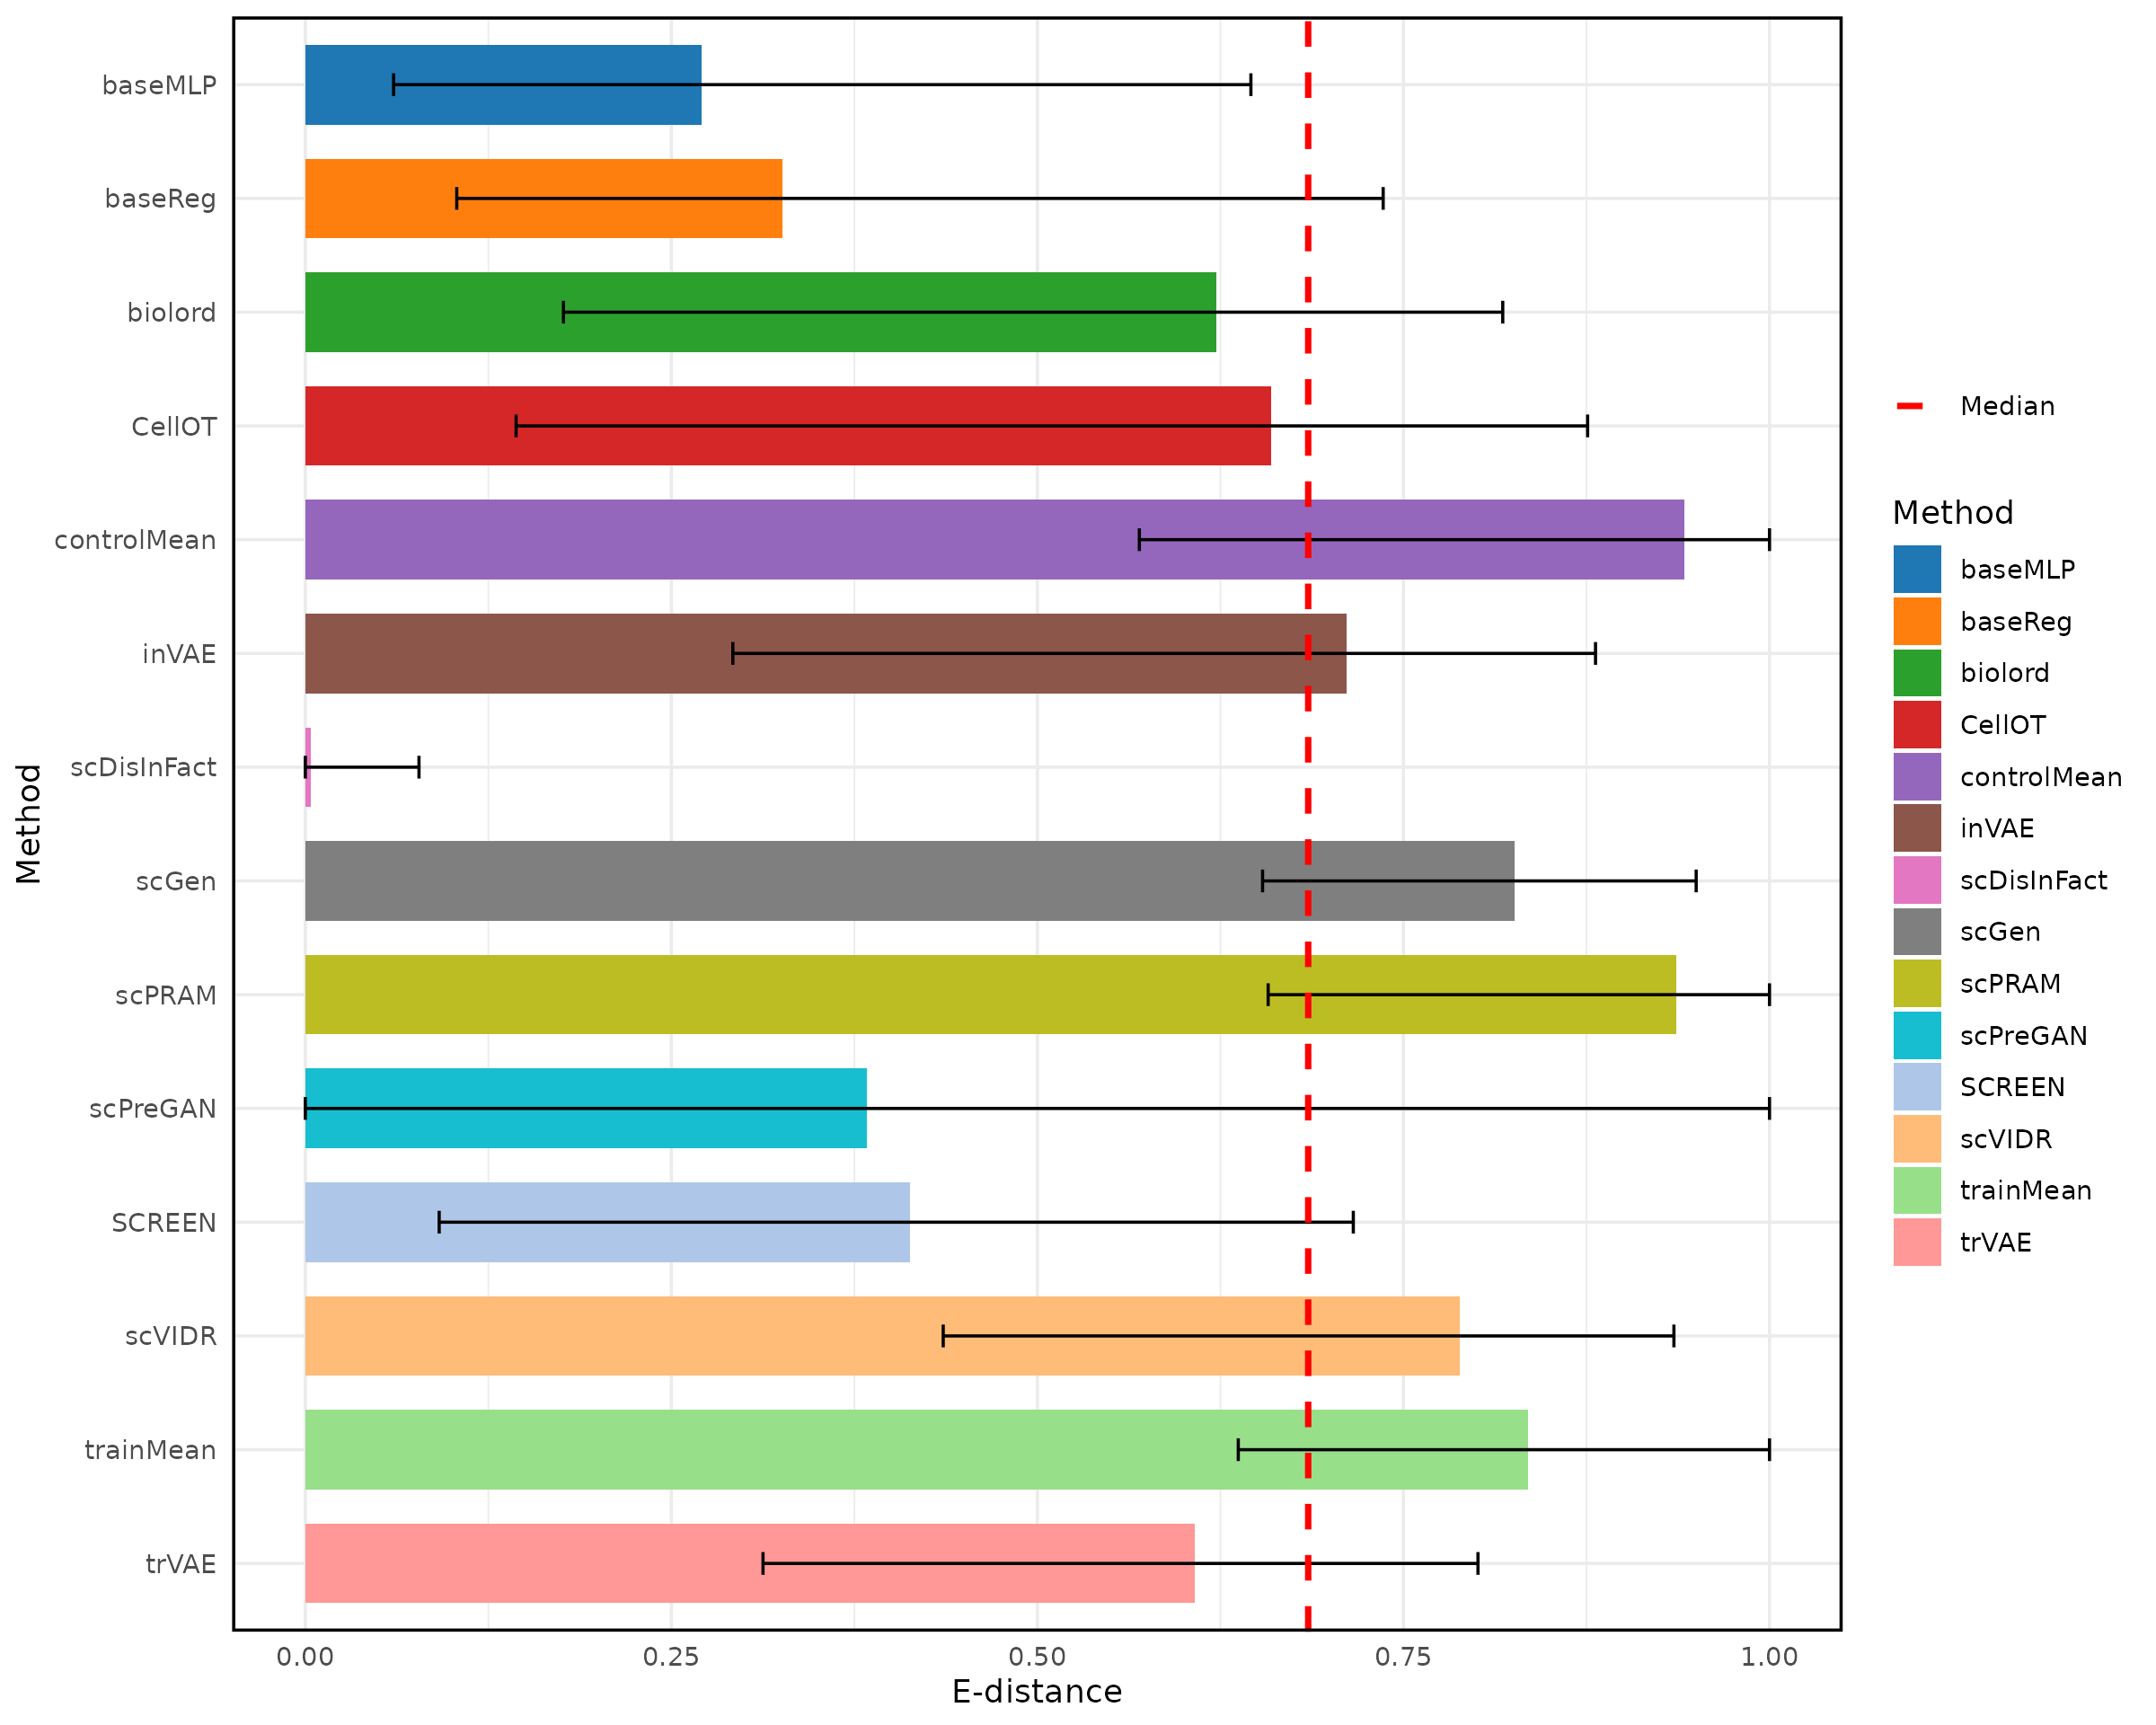 baseMLP
baseReg
biolord
CellOT
controlMean
inVAE
scDisInFact
scGen
scPRAM
scPreGAN
SCREEN
scVIDR
trainMean
trVAE
Method
0.00 0.25 0.50 0.75 1.00
E-distance
Median
Method
baseMLP
baseReg
biolord
CellOT
controlMean
inVAE
scDisInFact
scGen
scPRAM
scPreGAN
SCREEN
scVIDR
trainMean
trVAE